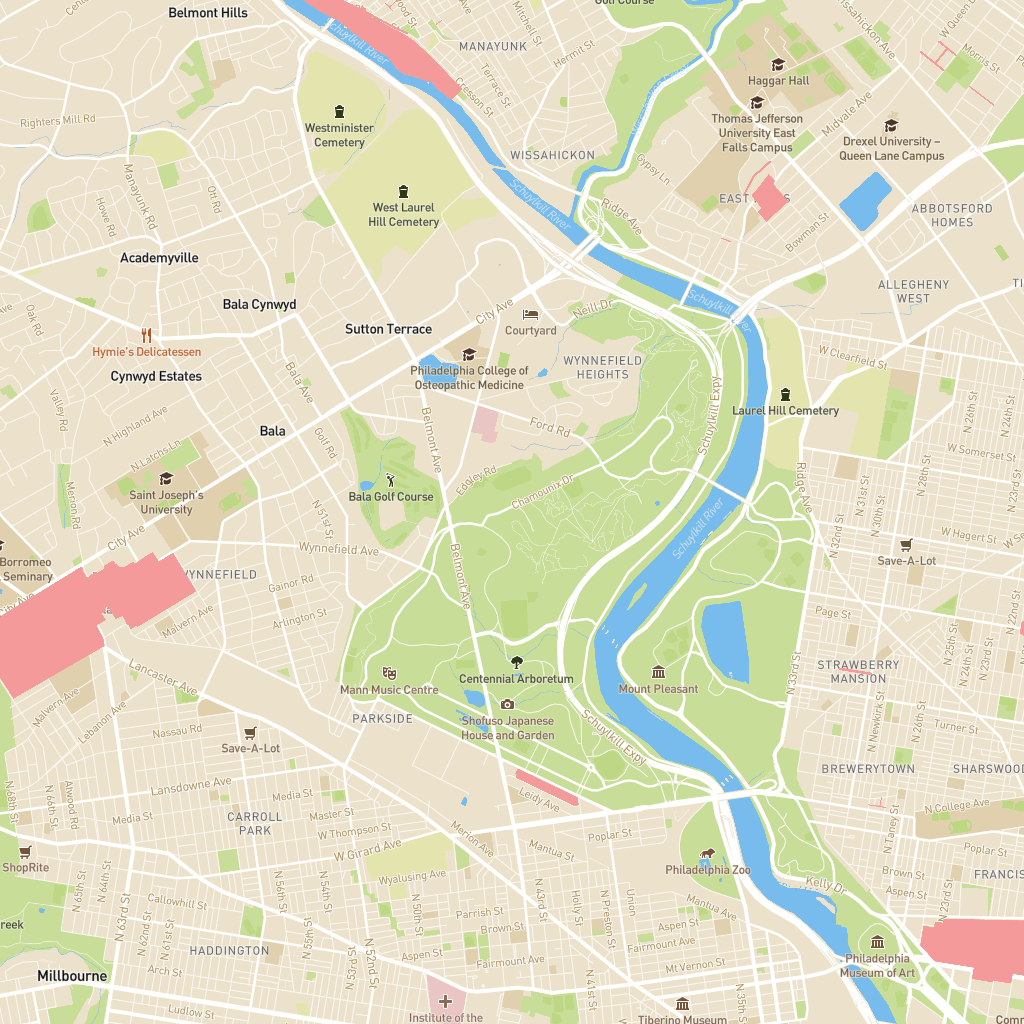 Belmont Hills
Golf Course
Schuylkill River
MANAYUNK
Mitchell St
Hermit St
Wissahickon Ave
W Queen L
Morris St
Haggar Hall
Terrace St
Cresson St
Righters Mill Rd
Westminister
Cemetery
Thomas Jefferson
University East
Falls Campus
Midvale Ave
Drexel University –
Queen Lane Campus
WISSAHICKON
Gypsy Ln
Manayunk Rd
Ott Rd
Howe Rd
West Laurel
Hill Cemetery
Schuylkill River
Ridge Ave
EAST
Bowman St
ABBOTSFORD
HOMES
Academyville
ALLEGHENY
WEST
Bala Cynwyd
City Ave
Neill Dr
Schuylkill River
Oak Rd
Sutton Terrace
Courtyard
Hymie's Delicatessen
Cynwyd Estates
Philadelphia College of
Osteopathic Medicine
WYNNEFIELD
HEIGHTS
W Clearfield St
Valley Rd
Bala Ave
Schuylkill Expy
Laurel Hill Cemetery
N 26th St
N 24th St
N Highland Ave
Bala
Golf Rd
Belmont Ave
Ford Rd
N Latchs Ln
W Somerset St
Saint Joseph's
University
Merion Rd
Edgley Rd
Chamounix Dr
Bala Golf Course
Ridge Ave
N 31st St
N 30th St
N 28th St
N 51st St
City Ave
Schuylkill River
N 32nd St
W Hagert St
Borromeo
Seminary
Wynnefield Ave
Save-A-Lot
WYNNEFIELD
Gainor Rd
Belmont Ave
City Ave
Malvern Ave
Arlington St
Page St
N 25th St
N 23rd St
N 22nd St
Lancaster Ave
Mann Music Centre
Centennial Arboretum
Mount Pleasant
N 33rd St
STRAWBERRY
MANSION
Malvern Ave
Lebanon Ave
Nassau Rd
Save-A-Lot
PARKSIDE
Shofuso Japanese
House and Garden
Schuylkill Expy
N Newkirk St
N 26th St
Turner St
BREWERYTOWN
SHARSWOOD
N 68th St
N 66th St
Atwood Rd
Lansdowne Ave
Media St
Media St
Leidy Ave
N College Ave
CARROLL
PARK
Master St
W Thompson St
W Girard Ave
Merion Ave
Mantua St
Poplar St
N Taney St
Poplar St
ShopRite
Philadelphia Zoo
Kelly Dr
Brown St
Aspen St
FRANCIS
Wyalusing Ave
N 65th St
N 64th St
N 63rd St
N 62nd St
N 61st St
Callowhill St
N 54th St
N 50th St
N 43rd St
Holly St
N Preston St
Union
Mantua Ave
N 23rd St
Parrish St
Brown St
Aspen St
Fairmount Ave
Aspen St
Fairmount Ave
Mt Vernon St
reek
HADDINGTON
N 55th St
N 53rd St
N 52nd St
Philadelphia
Museum of Art
Millbourne
Arch St
Ludlow St
N 41st St
N 35th St
Institute of the
Tiberino Museum
Comm